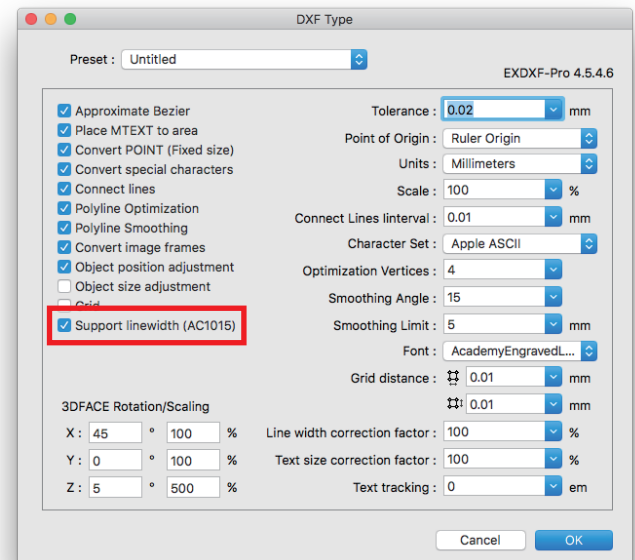 DXF Type
Preset : Untitled
EXDXF-Pro 4.5.4.6
Approximate Bezier
Place MTEXT to area
Convert POINT (Fixed size)
Convert special characters
Connect lines
Polyline Optimization
Polyline Smoothing
Convert image frames
Object position adjustment
Object size adjustment
Grid
Support linewidth (AC1015)
3DFACE Rotation/Scaling
X : 45 ° 100 %
Y : 0 ° 100 %
Z : 5 ° 500 %
Tolerance : 0.02 mm
Point of Origin : Ruler Origin
Units : Millimeters
Scale : 100 %
Connect Lines Iinterval : 0.01 mm
Character Set : Apple ASCII
Optimization Vertices : 4
Smoothing Angle : 15
Smoothing Limit : 5 mm
Font : AcademyEngravedL...
Grid distance : 0.01 mm
0.01 mm
Line width correction factor : 100 %
Text size correction factor : 100 %
Text tracking : 0 em
Cancel
OK